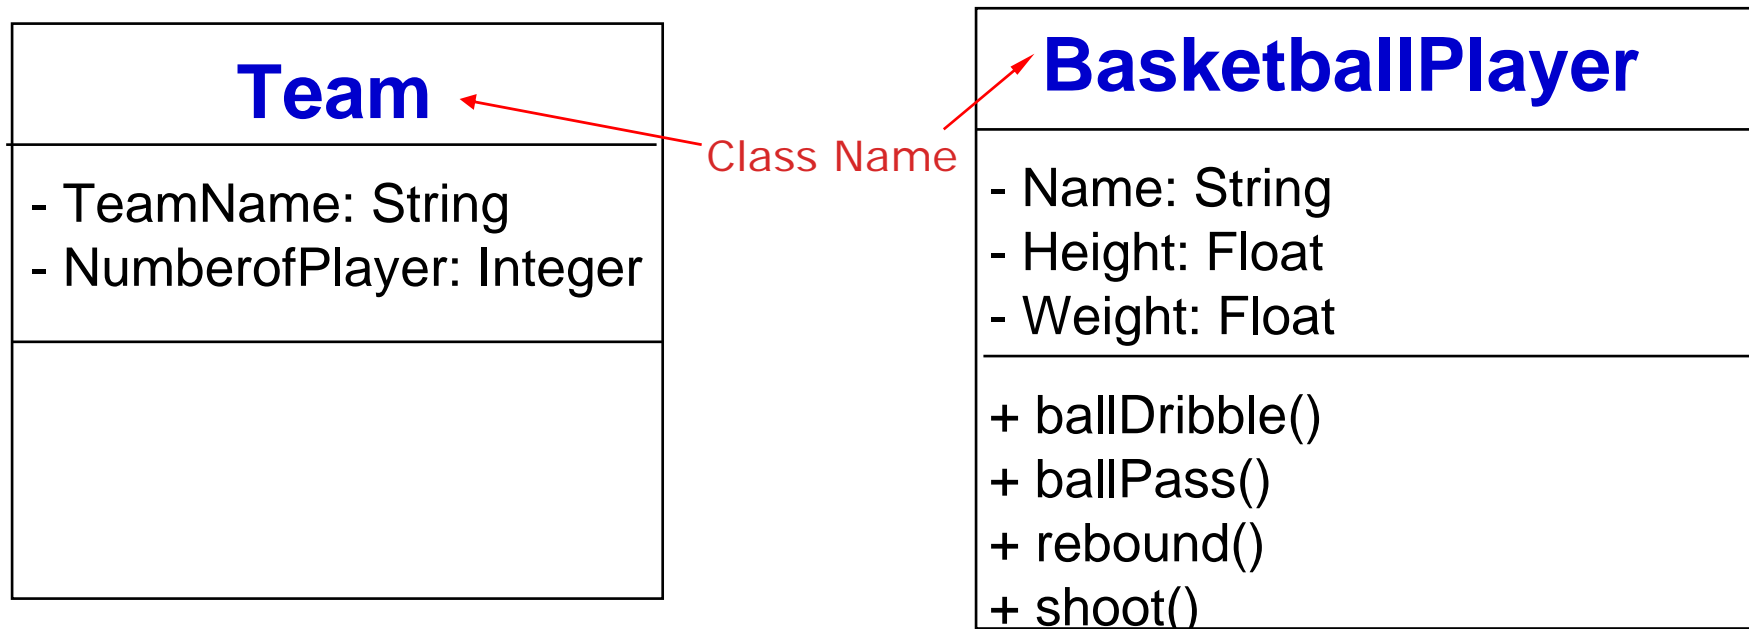 Team
- TeamName: String
- NumberofPlayer: Integer
Class Name
BasketballPlayer
- Name: String
- Height: Float
- Weight: Float
+ ballDribble()
+ ballPass()
+ rebound()
+ shoot()